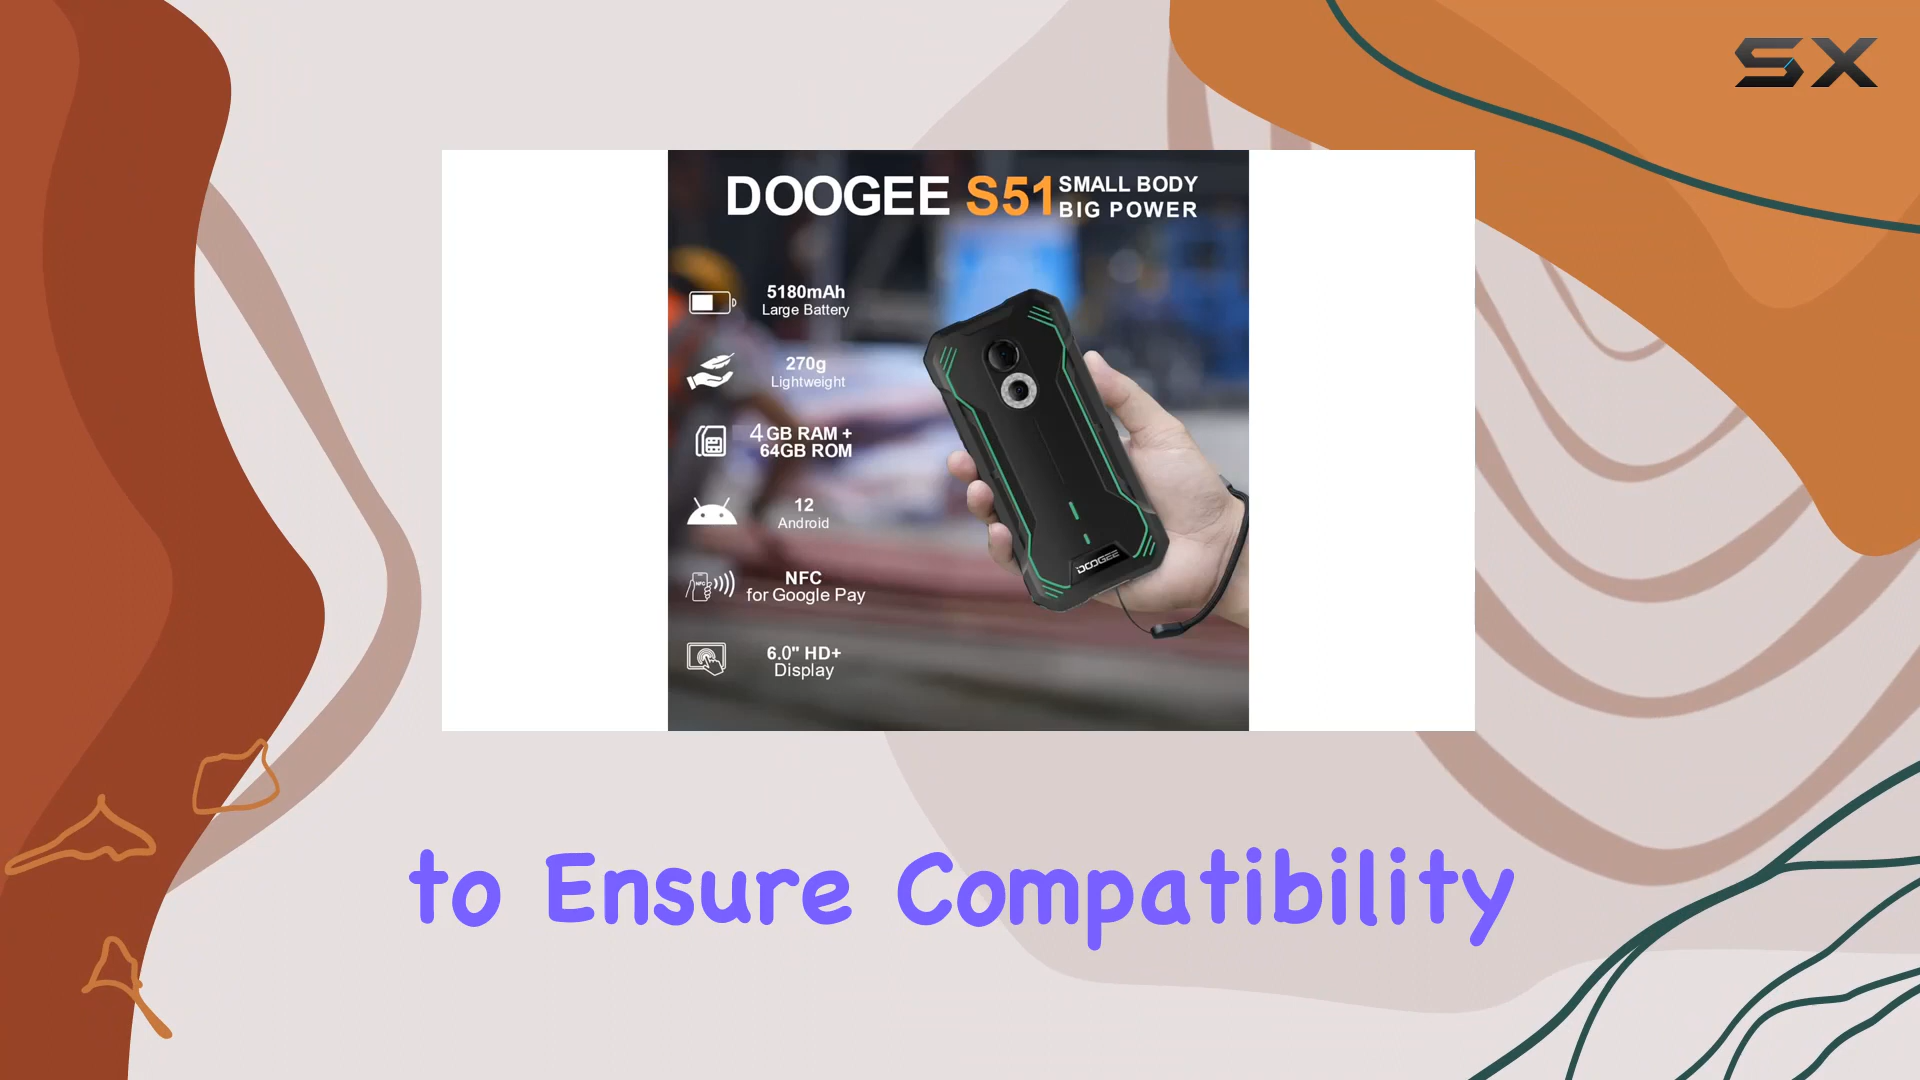 SX
DOOGEE S51 SMALL BODY
BIG POWER
5180mAh
Large Battery
270g
Lightweight
4GB RAM +
64GB ROM
12
Android
NFC
NFC
for Google Pay
6.0" HD+
Display
DOOGEE
to Ensure Compatibility